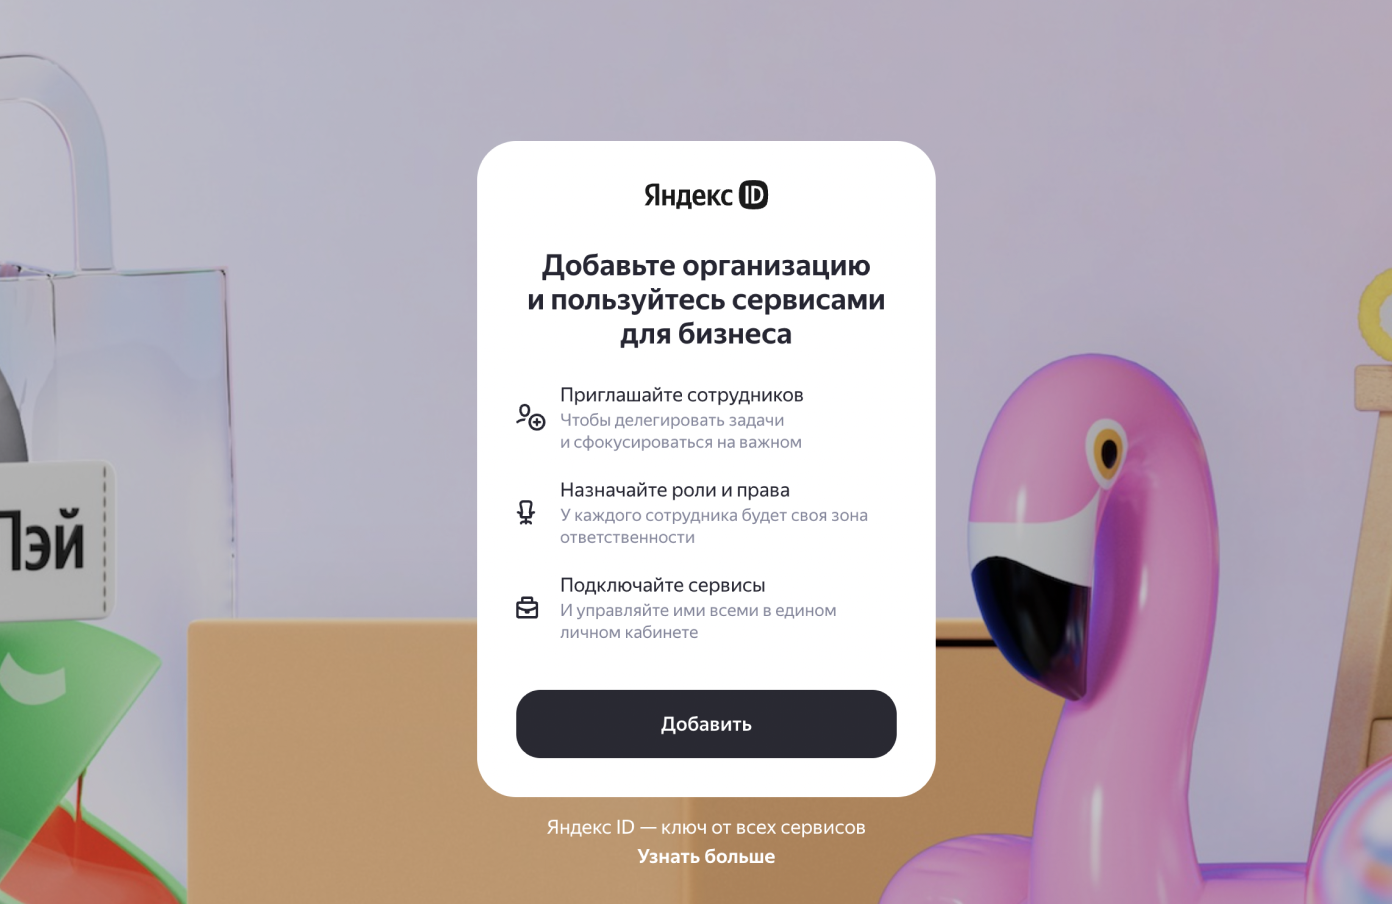 Яндекс ID
Добавьте организацию
и пользуйтесь сервисами
для бизнеса
Приглашайте сотрудников
Чтобы делегировать задачи
и сфокусироваться на важном
Назначайте роли и права
У каждого сотрудника будет своя зона
ответственности
Подключайте сервисы
И управляйте ими всеми в едином
личном кабинете
Пэй
Добавить
Яндекс ID — ключ от всех сервисов
Узнать больше